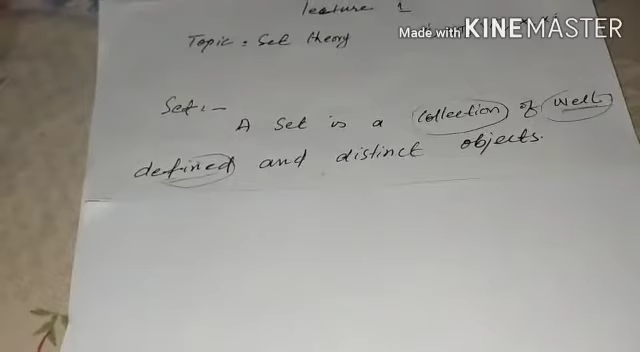 lecture 1
Made with KINEMASTER
Topic : Set theory
Set :-
A set is a collection of well
defined and distinct objects.